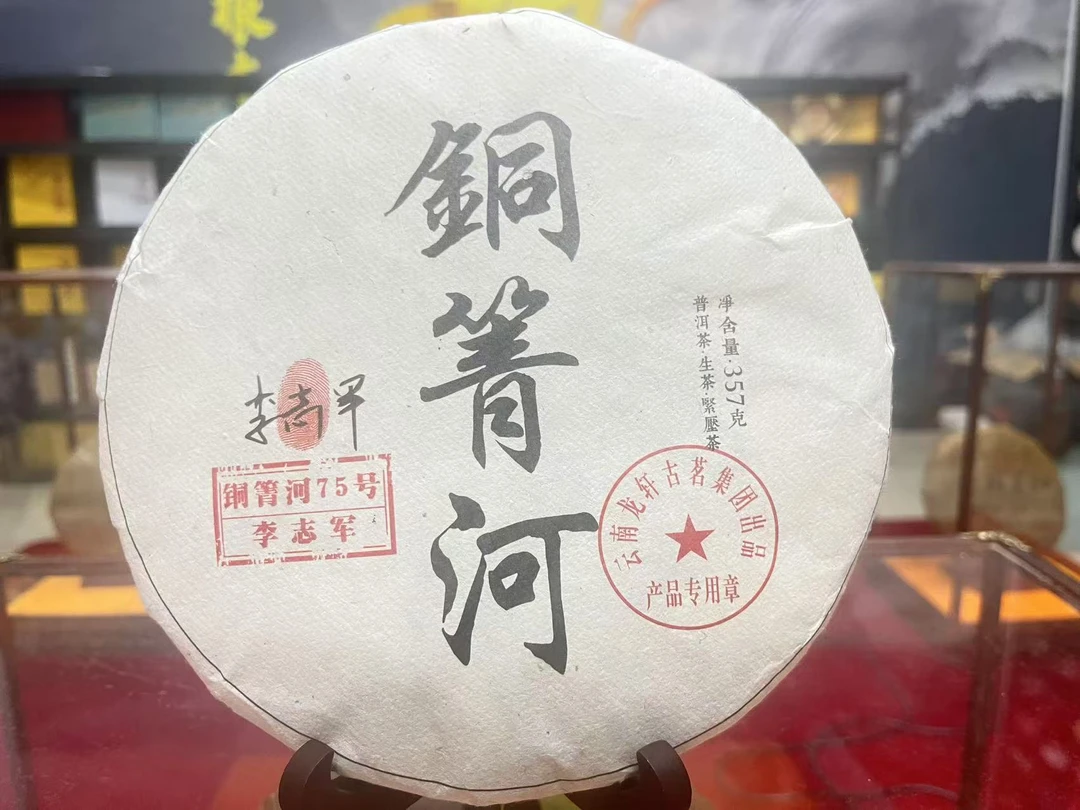 銅箐河
淨含量·357克
普洱茶·生茶·緊壓茶
李志军
铜箐河75号
李志军
云南龙轩古茗集团出品
产品专用章